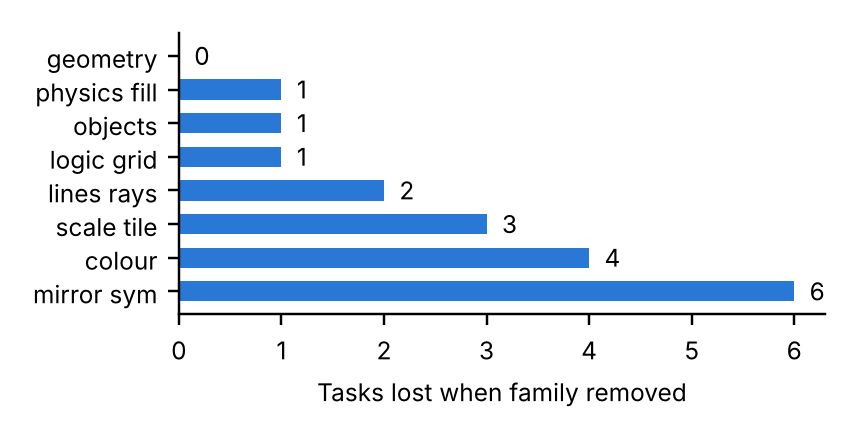 geometry 0
physics fill 1
objects 1
logic grid 1
lines rays 2
scale tile 3
colour 4
mirror sym 6
0 1 2 3 4 5 6
Tasks lost when family removed